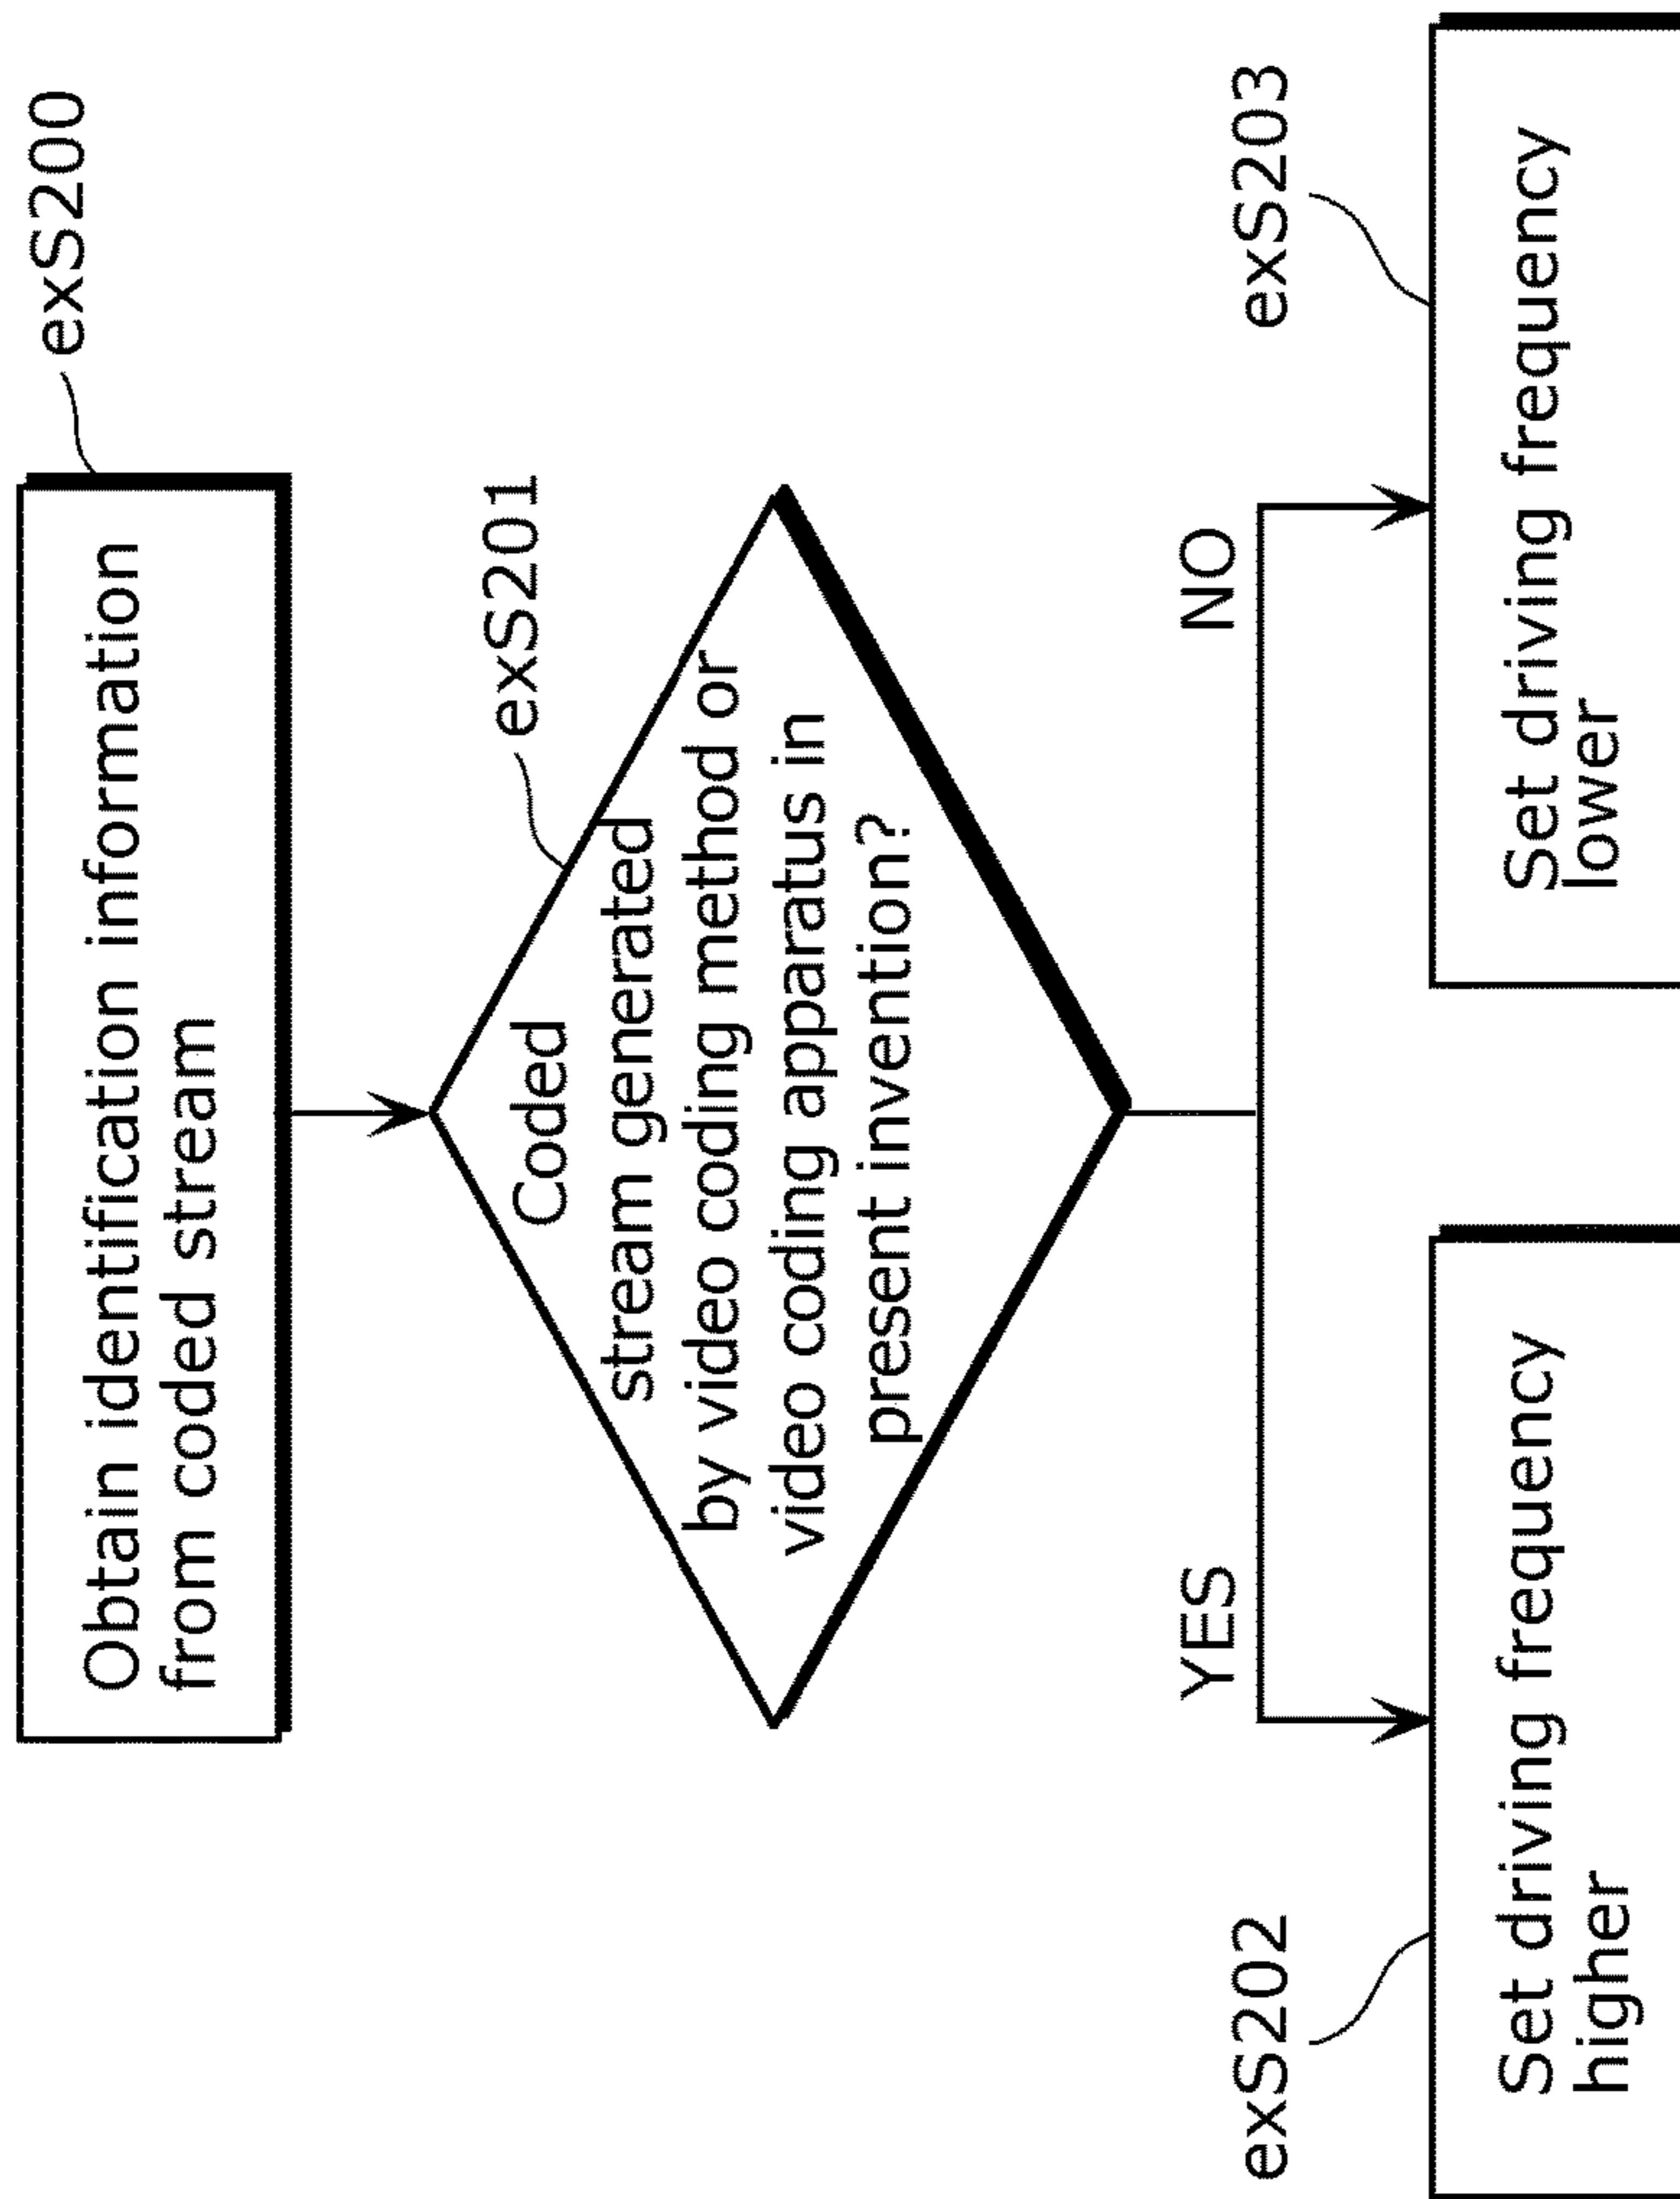 exS200
Obtain identification information
from coded stream
exS201
Coded
stream generated
by video coding method or
video coding apparatus in
present invention?
YES
NO
exS202
Set driving frequency
higher
exS203
Set driving frequency
lower